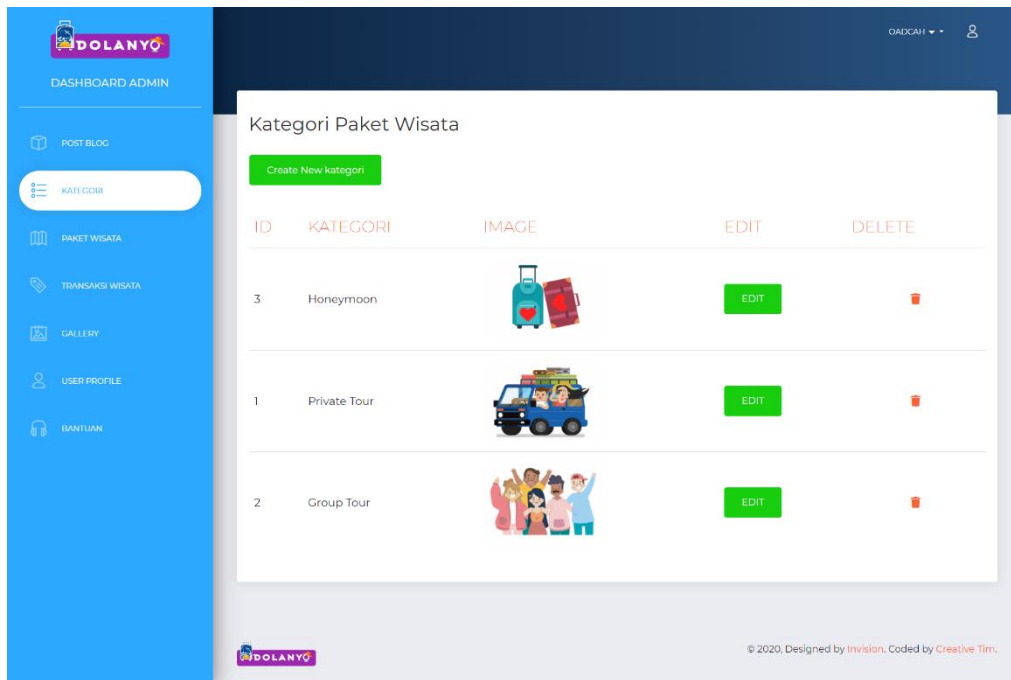 DOLANYO
OADCAH
DASHBOARD ADMIN
POST BLOG
KATEGORI
PAKET WISATA
TRANSAKSI WISATA
GALLERY
USER PROFILE
BANTUAN
Kategori Paket Wisata
Create New kategori
ID KATEGORI IMAGE EDIT DELETE
3 Honeymoon EDIT
1 Private Tour EDIT
2 Group Tour EDIT
DOLANYO
© 2020, Designed by Invision. Coded by Creative Tim.